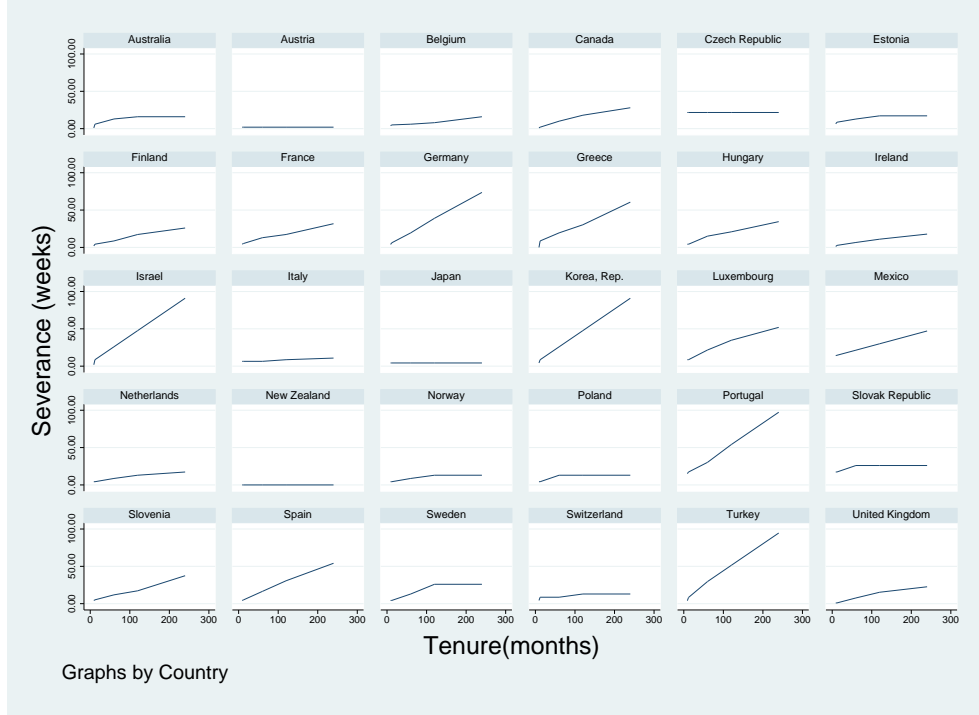 Australia Austria Belgium Canada Czech Republic Estonia
100.00
50.00
0.00
Finland France Germany Greece Hungary Ireland
100.00
50.00
0.00
Israel Italy Japan Korea, Rep. Luxembourg Mexico
100.00
50.00
0.00
Netherlands New Zealand Norway Poland Portugal Slovak Republic
100.00
50.00
0.00
Slovenia Spain Sweden Switzerland Turkey United Kingdom
100.00
50.00
0.00
0 100 200 300 0 100 200 300 0 100 200 300 0 100 200 300 0 100 200 300 0 100 200 300
Severance (weeks)
Tenure(months)
Graphs by Country